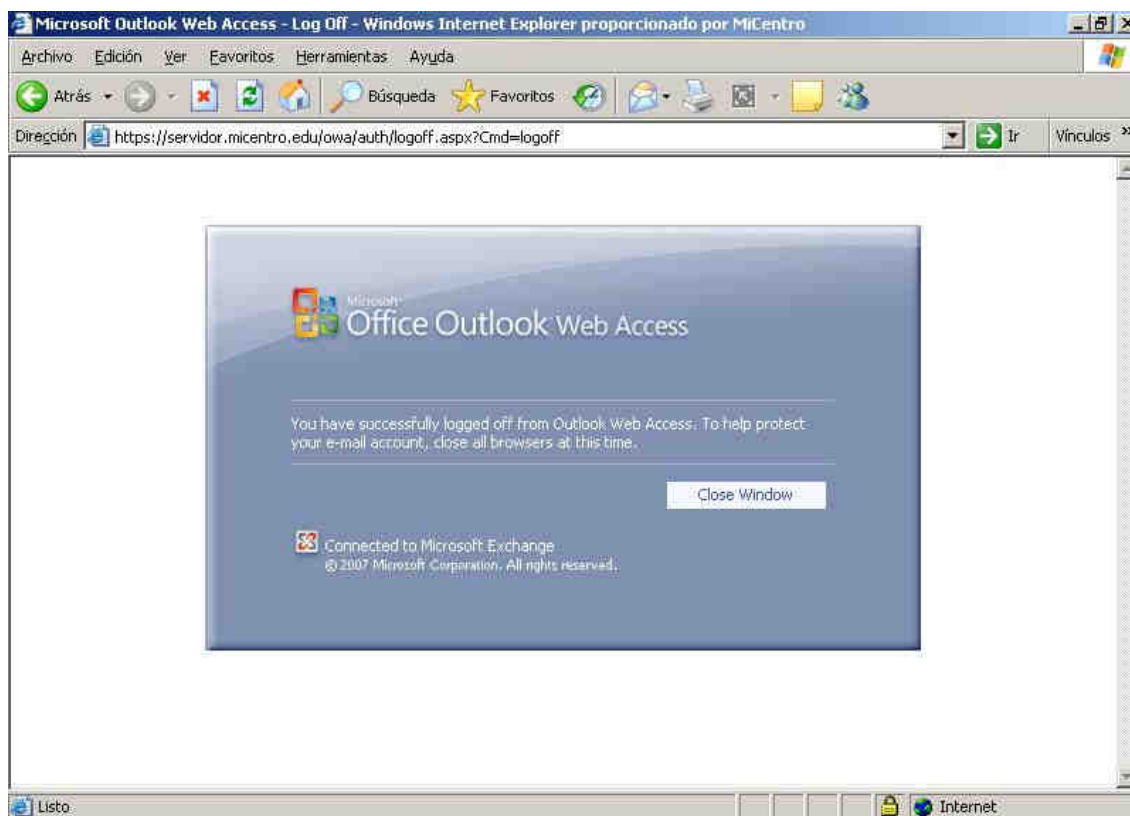 Microsoft Outlook Web Access - Log Off - Windows Internet Explorer proporcionado por MiCentro
Archivo Edición Ver Favoritos Herramientas Ayuda
Atrás Búsqueda Favoritos
Dirección https://servidor.micentro.edu/owa/auth/logoff.aspx?Cmd=logoff Ir Vínculos »
Microsoft
Office Outlook Web Access
You have successfully logged off from Outlook Web Access. To help protect
your e-mail account, close all browsers at this time.
Close Window
Connected to Microsoft Exchange
© 2007 Microsoft Corporation. All rights reserved.
Listo Internet